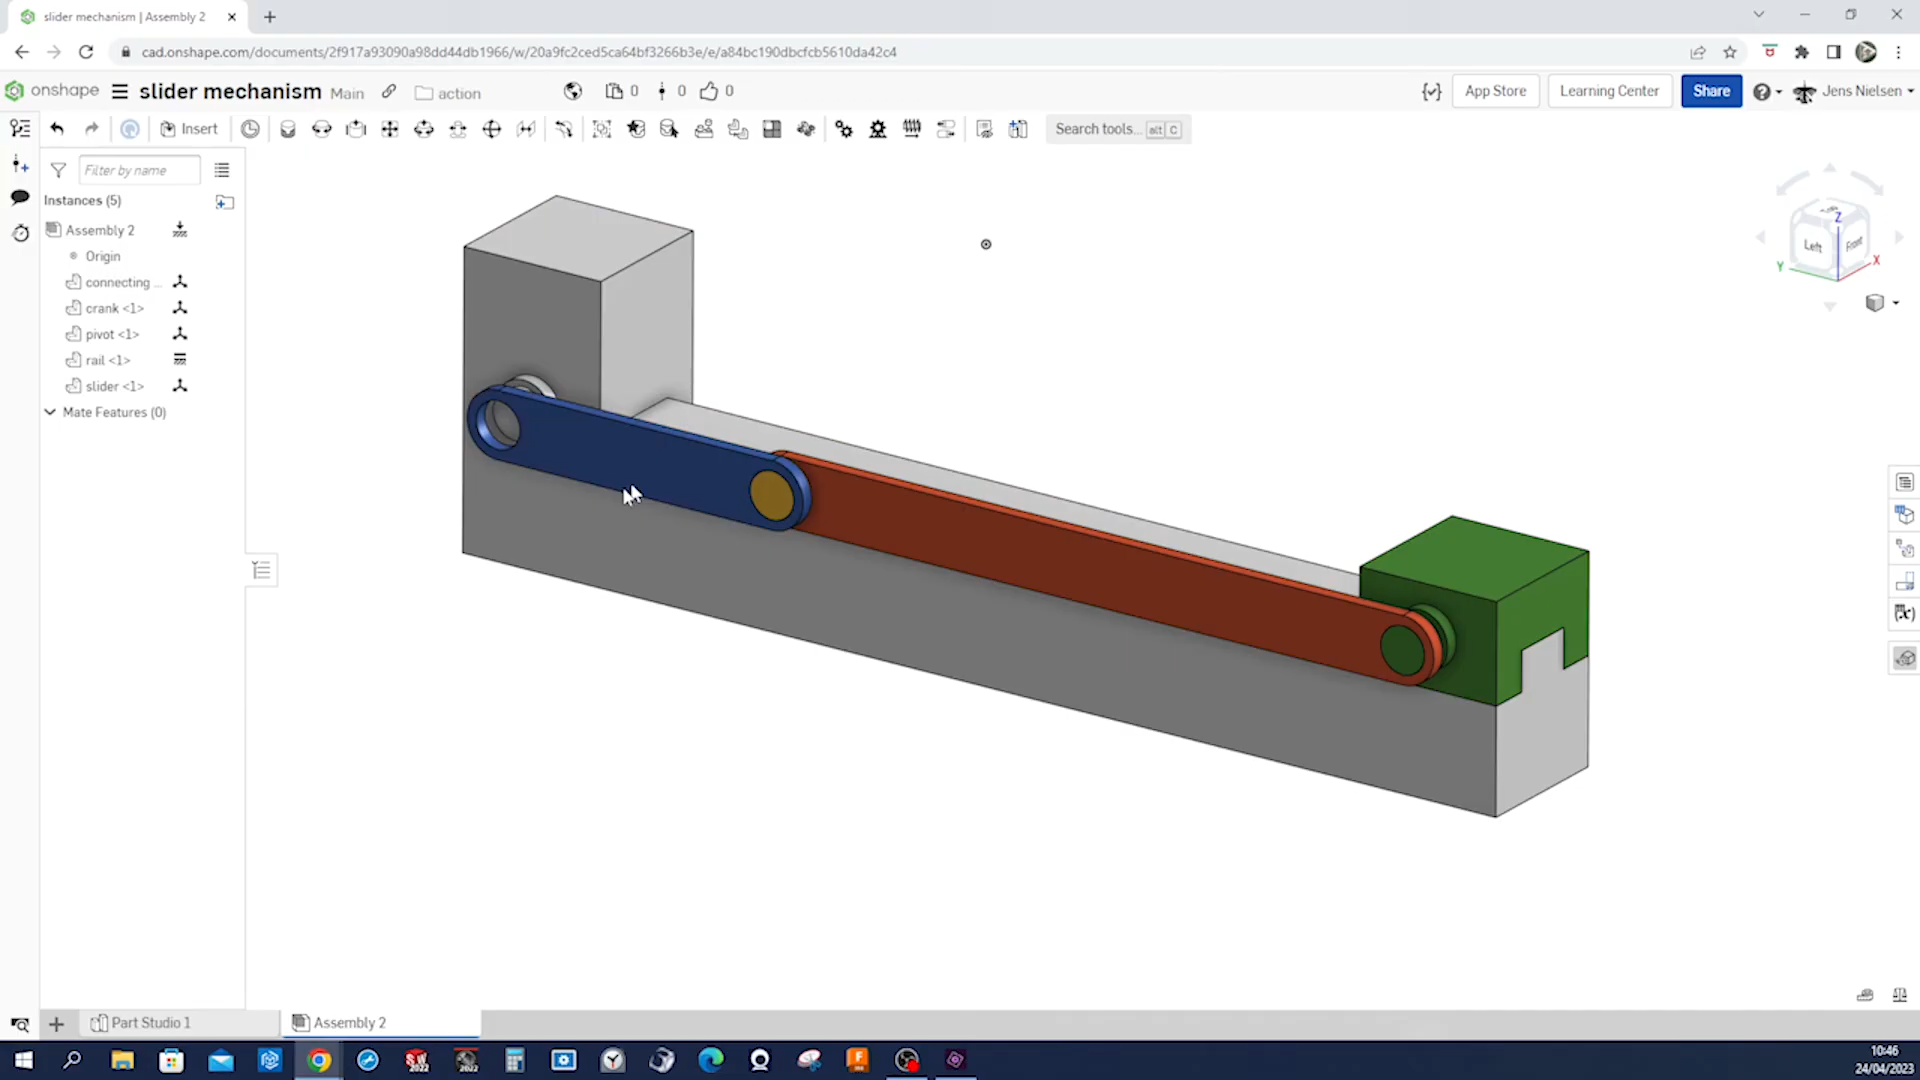 slider mechanism | Assembly 2
cad.onshape.com/documents/2f917a93090a98dd44db1966/w/20a9fc2ced5ca64bf3266b3e/e/a84bc190dbcfcb5610da42c4
onshape
slider mechanism
Main
action
0
0
0
App Store
Learning Center
Share
Jens Nielsen
Insert
Search tools...
alt
C
Filter by name
Instances (5)
Assembly 2
Origin
connecting ...
crank <1>
pivot <1>
rail <1>
slider <1>
Mate Features (0)
Z
Left
Front
Y
X
(x)
Part Studio 1
Assembly 2
SW
2022
2022
F
10:46
24/04/2023